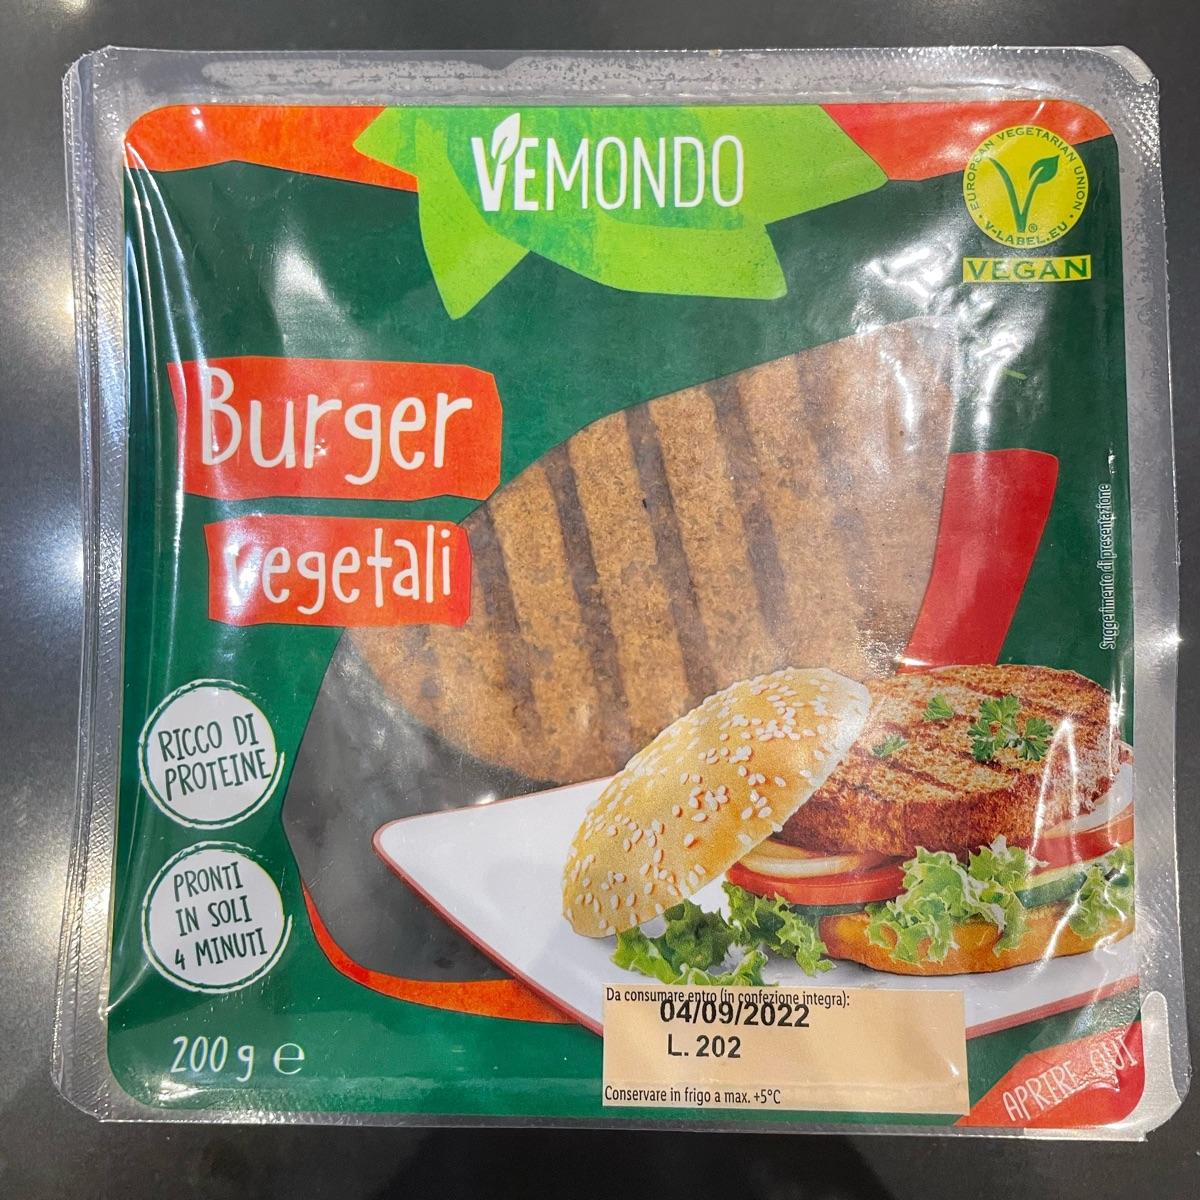 VEMONDO
EUROPEAN VEGETARIAN UNION
V-LABEL.EU
®
VEGAN
Burger
vegetali
Suggerimento di presentazione
RICCO DI
PROTEINE
PRONTI
IN SOLI
4 MINUTI
200 g e
Da consumare entro (in confezione integra):
04/09/2022
L. 202
Conservare in frigo a max. +5°C
APRIRE QUI